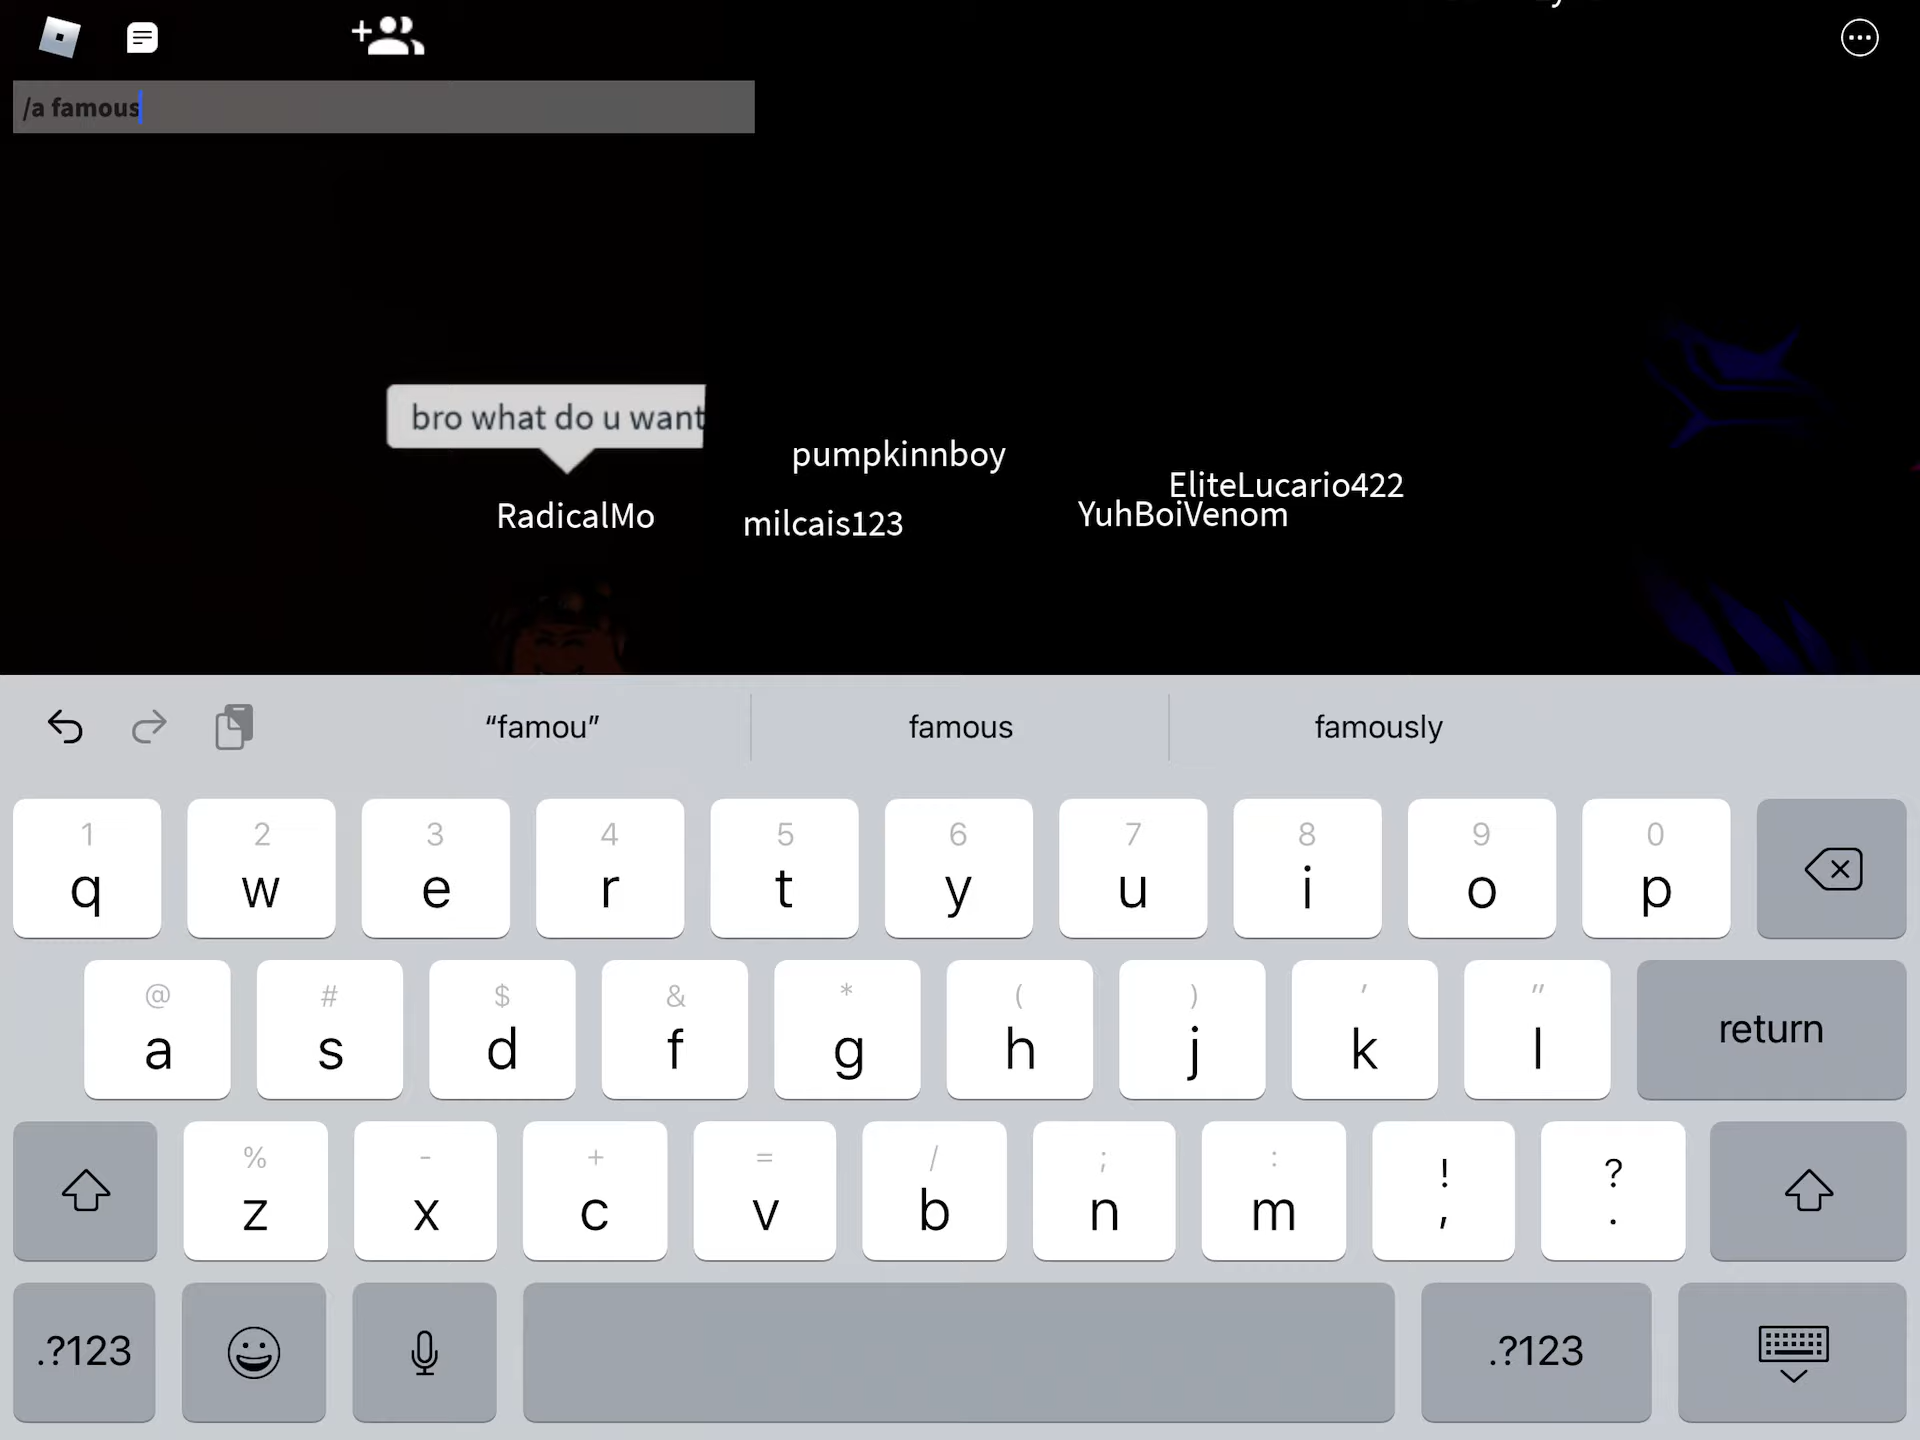 /a famous
bro what do u want
pumpkinnboy
EliteLucario422
RadicalMo
milcais123
YuhBoiVenom
“famou” famous famously
1 2 3 4 5 6 7 8 9 0
q w e r t y u i o p
@ # $ & * ( ) ' "
a s d f g h j k l return
% - + = / ; : ! ?
z x c v b n m , .
.?123 .?123